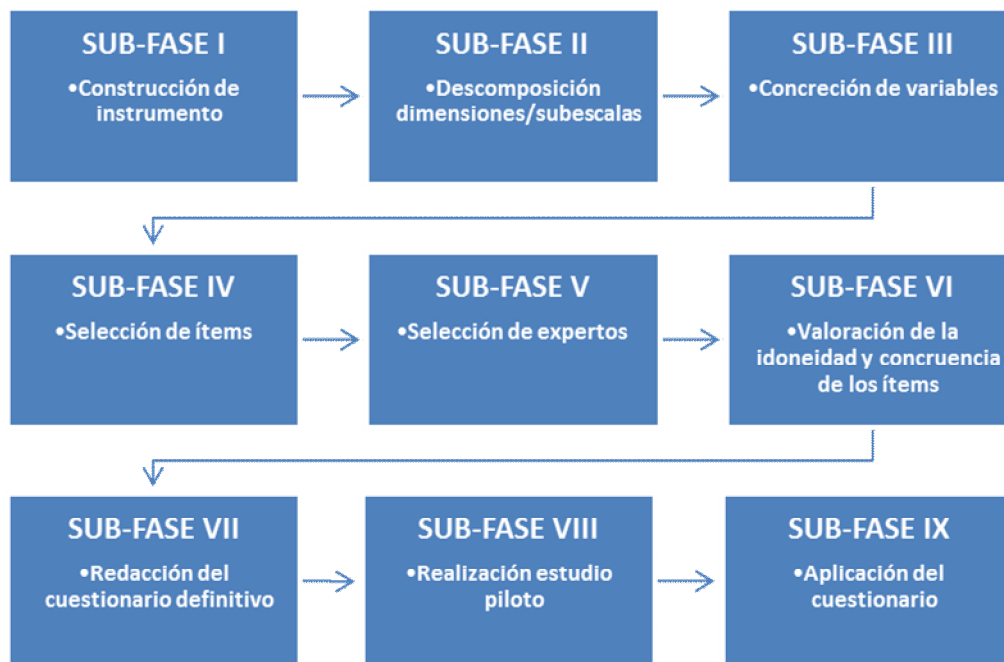 SUB-FASE I
•Construcción de
instrumento
SUB-FASE II
•Descomposición
dimensiones/subescalas
SUB-FASE III
•Concreción de variables
SUB-FASE IV
•Selección de ítems
SUB-FASE V
•Selección de expertos
SUB-FASE VI
•Valoración de la
idoneidad y concruencia
de los ítems
SUB-FASE VII
•Redacción del
cuestionario definitivo
SUB-FASE VIII
•Realización estudio
piloto
SUB-FASE IX
•Aplicación del
cuestionario